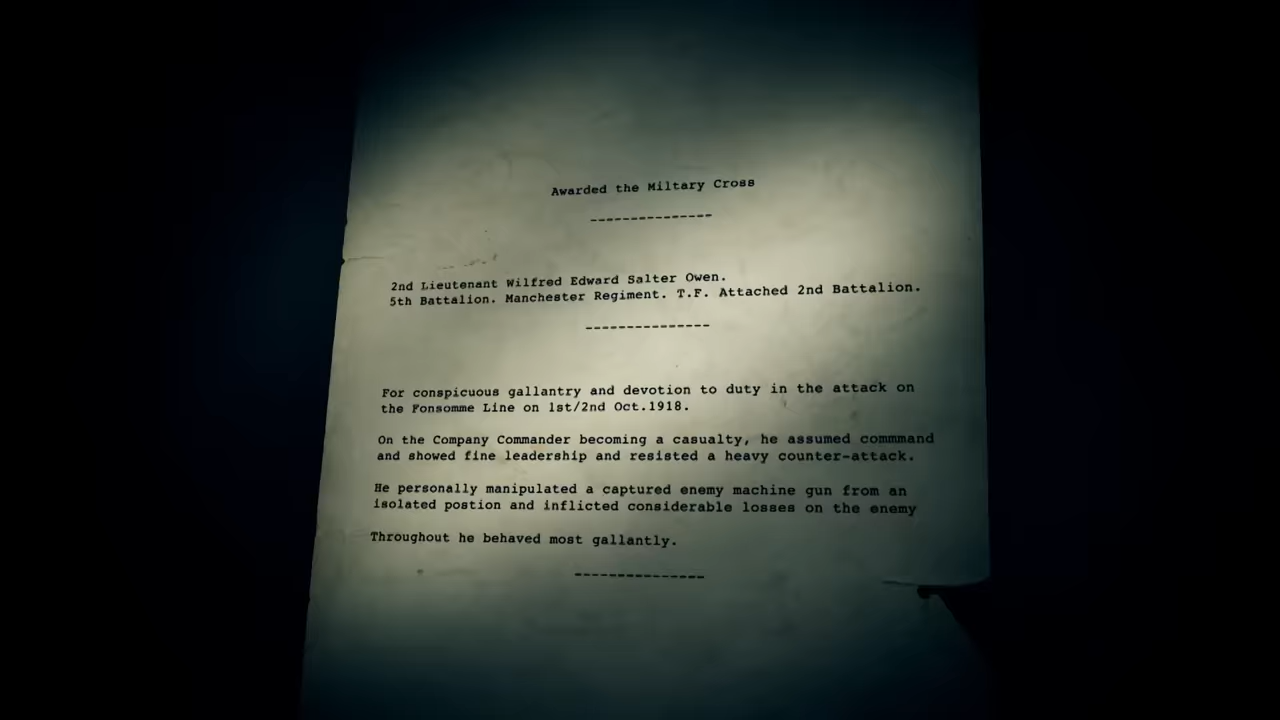 Awarded the Miltary Cross
---------------
2nd Lieutenant Wilfred Edward Salter Owen.
5th Battalion. Manchester Regiment. T.F. Attached 2nd Battalion.
---------------
For conspicuous gallantry and devotion to duty in the attack on
the Fonsomme Line on 1st/2nd Oct.1918.
On the Company Commander becoming a casualty, he assumed commmand
and showed fine leadership and resisted a heavy counter-attack.
He personally manipulated a captured enemy machine gun from an
isolated postion and inflicted considerable losses on the enemy
Throughout he behaved most gallantly.
---------------